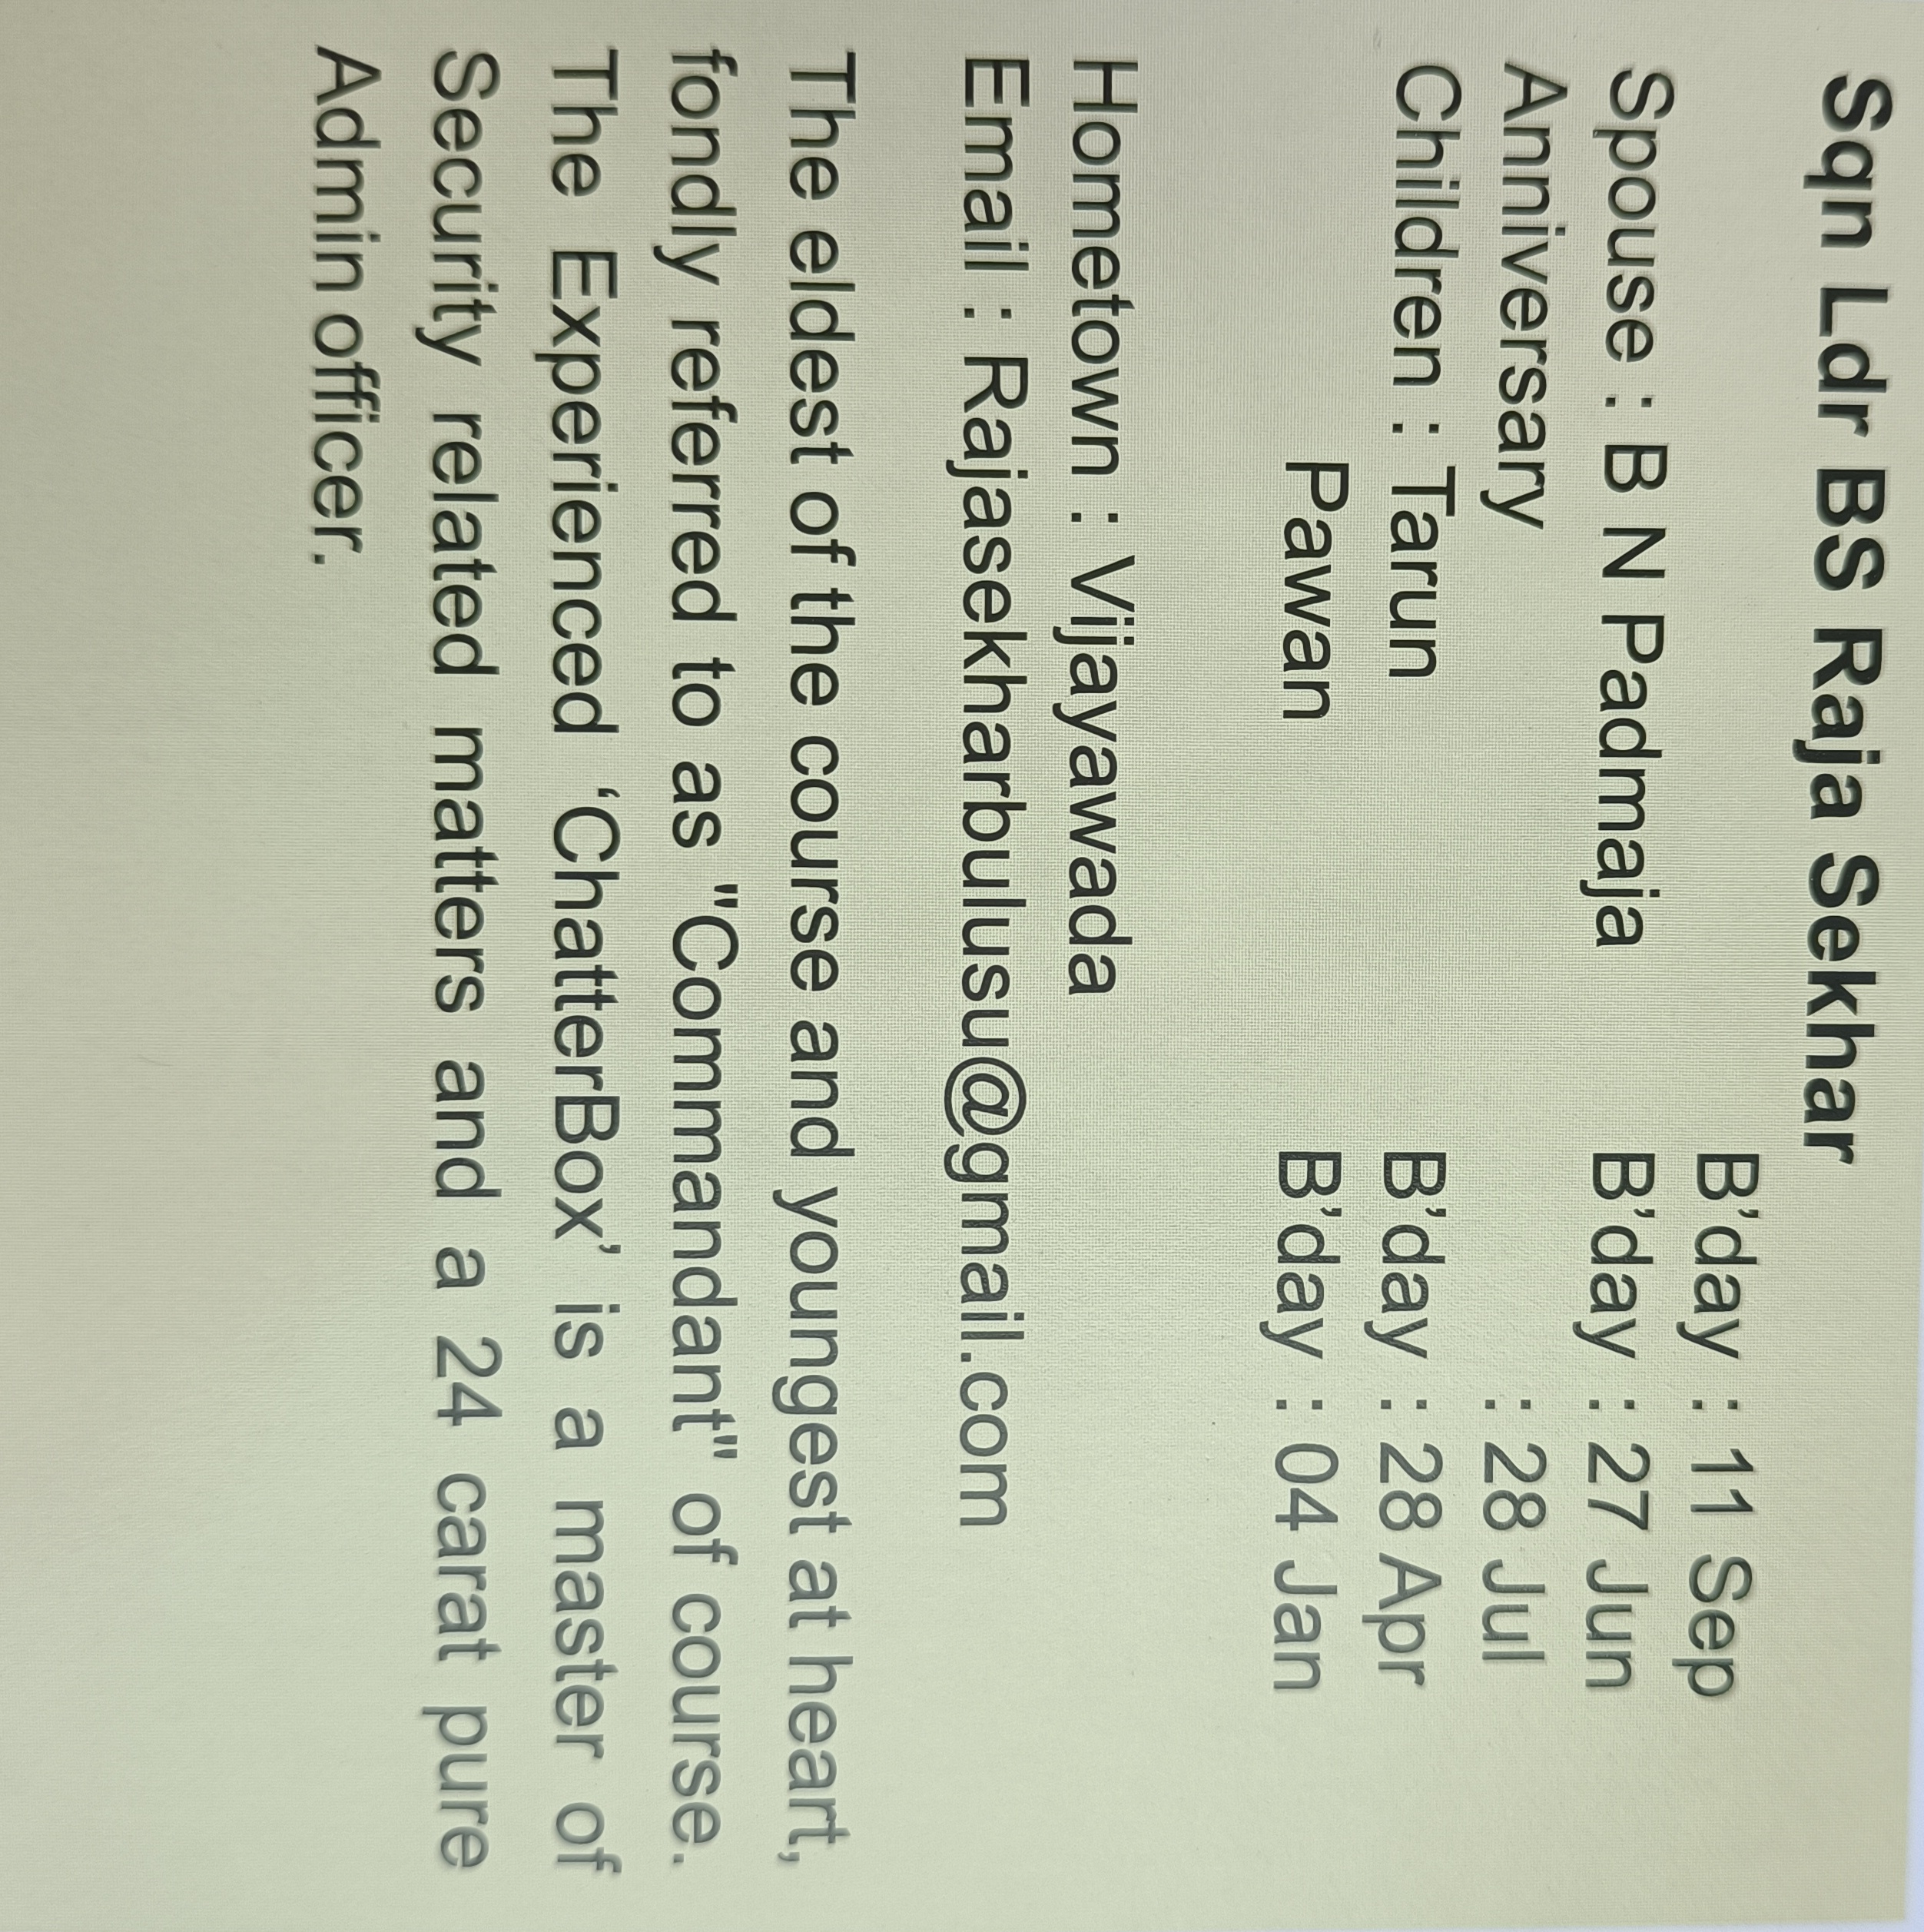 Sqn Ldr BS Raja Sekhar
B’day : 11 Sep
Spouse : B N Padmaja B’day : 27 Jun
Anniversary : 28 Jul
Children : Tarun B’day : 28 Apr
Pawan B’day : 04 Jan
Hometown : Vijayawada
Email : Rajasekharbulusu@gmail.com
The eldest of the course and youngest at heart,
fondly referred to as "Commandant" of course.
The Experienced ‘ChatterBox’ is a master of
Security related matters and a 24 carat pure
Admin officer.